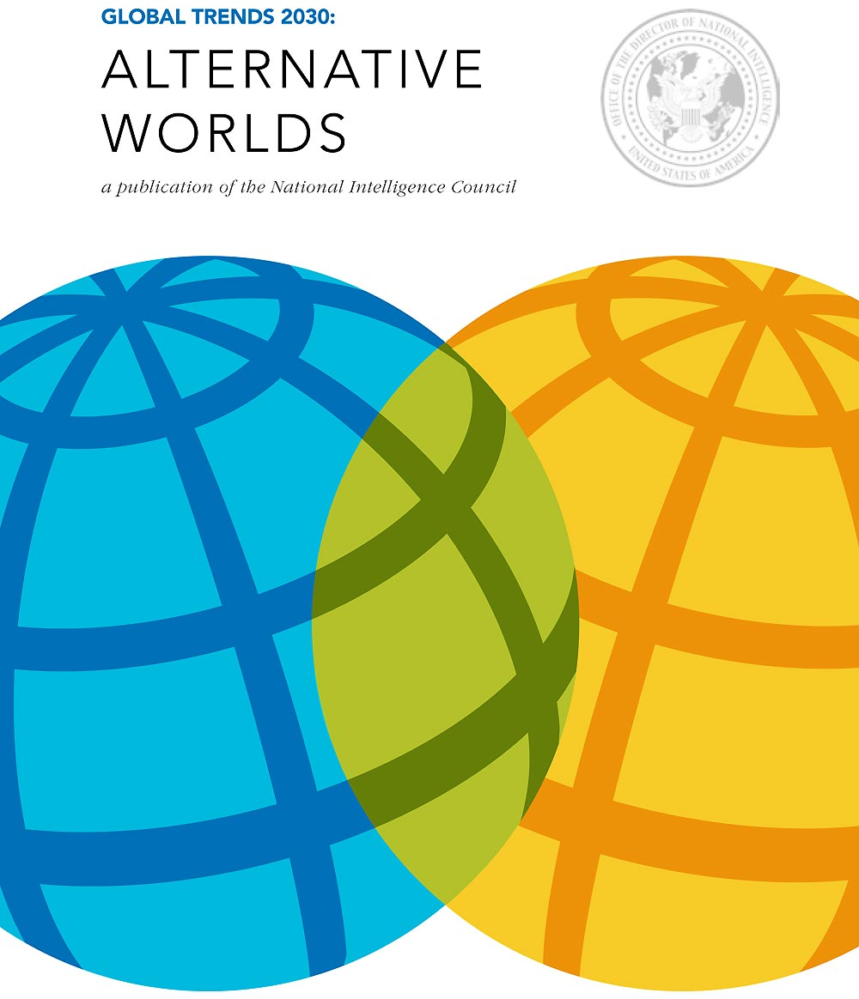 GLOBAL TRENDS 2030:
ALTERNATIVE
WORLDS
a publication of the National Intelligence Council
OFFICE OF THE DIRECTOR OF NATIONAL INTELLIGENCE
UNITED STATES OF AMERICA